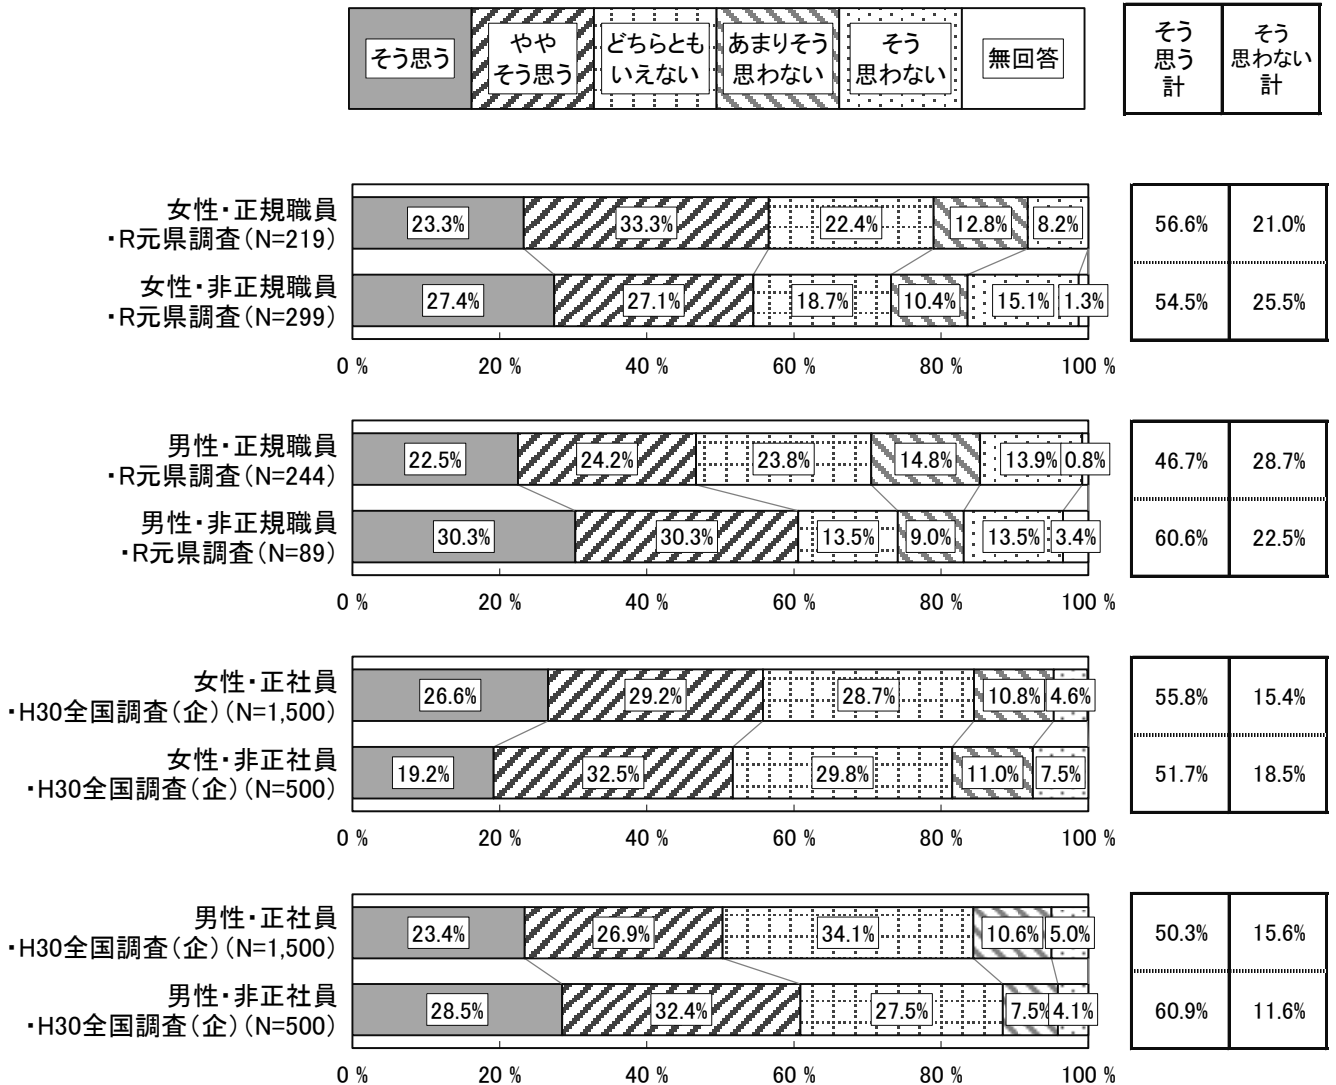 そう思う
やや
そう思う
どちらとも
いえない
あまりそう
思わない
そう
思わない
無回答
そう
思う
計
そう
思わない
計
女性・正規職員
・R元県調査(N=219)
23.3%
33.3%
22.4%
12.8%
8.2%
56.6%
21.0%
女性・非正規職員
・R元県調査(N=299)
27.4%
27.1%
18.7%
10.4%
15.1%
1.3%
54.5%
25.5%
0% 20% 40% 60% 80% 100%
男性・正規職員
・R元県調査(N=244)
22.5%
24.2%
23.8%
14.8%
13.9%
0.8%
46.7%
28.7%
男性・非正規職員
・R元県調査(N=89)
30.3%
30.3%
13.5%
9.0%
13.5%
3.4%
60.6%
22.5%
0% 20% 40% 60% 80% 100%
女性・正社員
・H30全国調査(企)(N=1,500)
26.6%
29.2%
28.7%
10.8%
4.6%
55.8%
15.4%
女性・非正社員
・H30全国調査(企)(N=500)
19.2%
32.5%
29.8%
11.0%
7.5%
51.7%
18.5%
0% 20% 40% 60% 80% 100%
男性・正社員
・H30全国調査(企)(N=1,500)
23.4%
26.9%
34.1%
10.6%
5.0%
50.3%
15.6%
男性・非正社員
・H30全国調査(企)(N=500)
28.5%
32.4%
27.5%
7.5%
4.1%
60.9%
11.6%
0% 20% 40% 60% 80% 100%